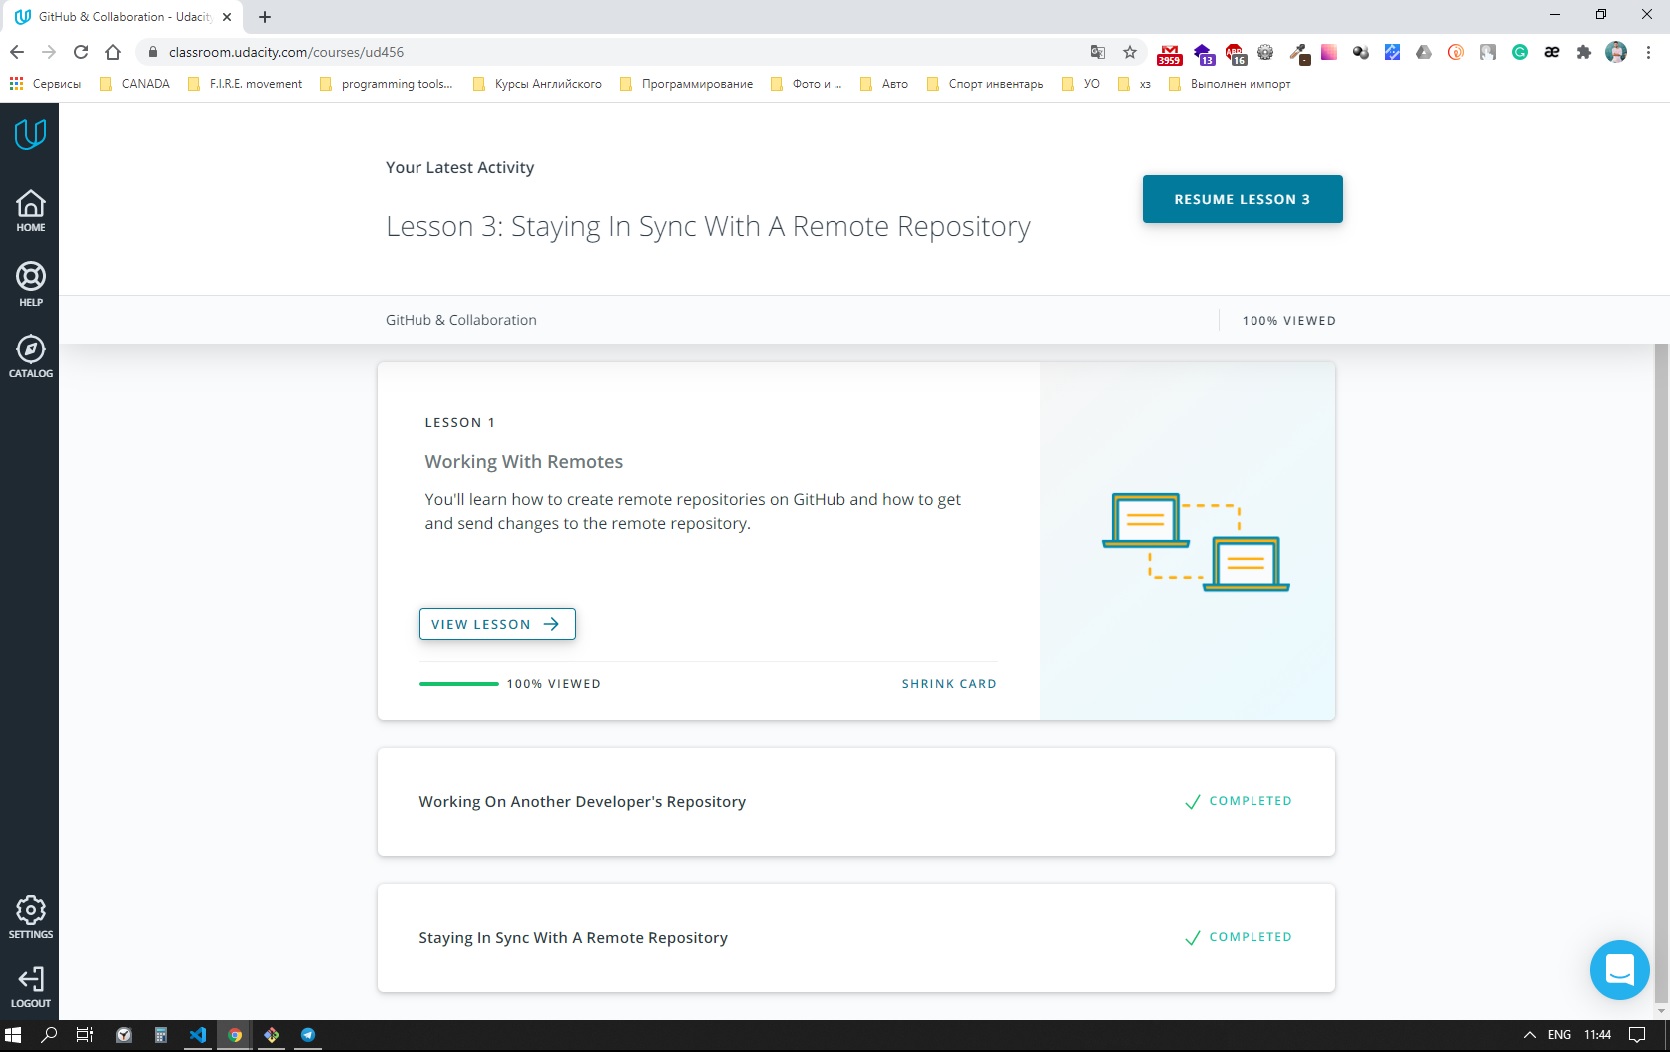 GitHub & Collaboration - Udacity
classroom.udacity.com/courses/ud456
3959
13
ABP
16
æ
Сервисы
CANADA
F.I.R.E. movement
programming tools...
Курсы Английского
Программирование
Фото и ...
Авто
Спорт инвентарь
УО
хз
Выполнен импорт
HOME
HELP
CATALOG
SETTINGS
LOGOUT
Your Latest Activity
Lesson 3: Staying In Sync With A Remote Repository
RESUME LESSON 3
GitHub & Collaboration
100% VIEWED
LESSON 1
Working With Remotes
You'll learn how to create remote repositories on GitHub and how to get
and send changes to the remote repository.
VIEW LESSON
100% VIEWED
SHRINK CARD
Working On Another Developer's Repository
COMPLETED
Staying In Sync With A Remote Repository
COMPLETED
ENG
11:44